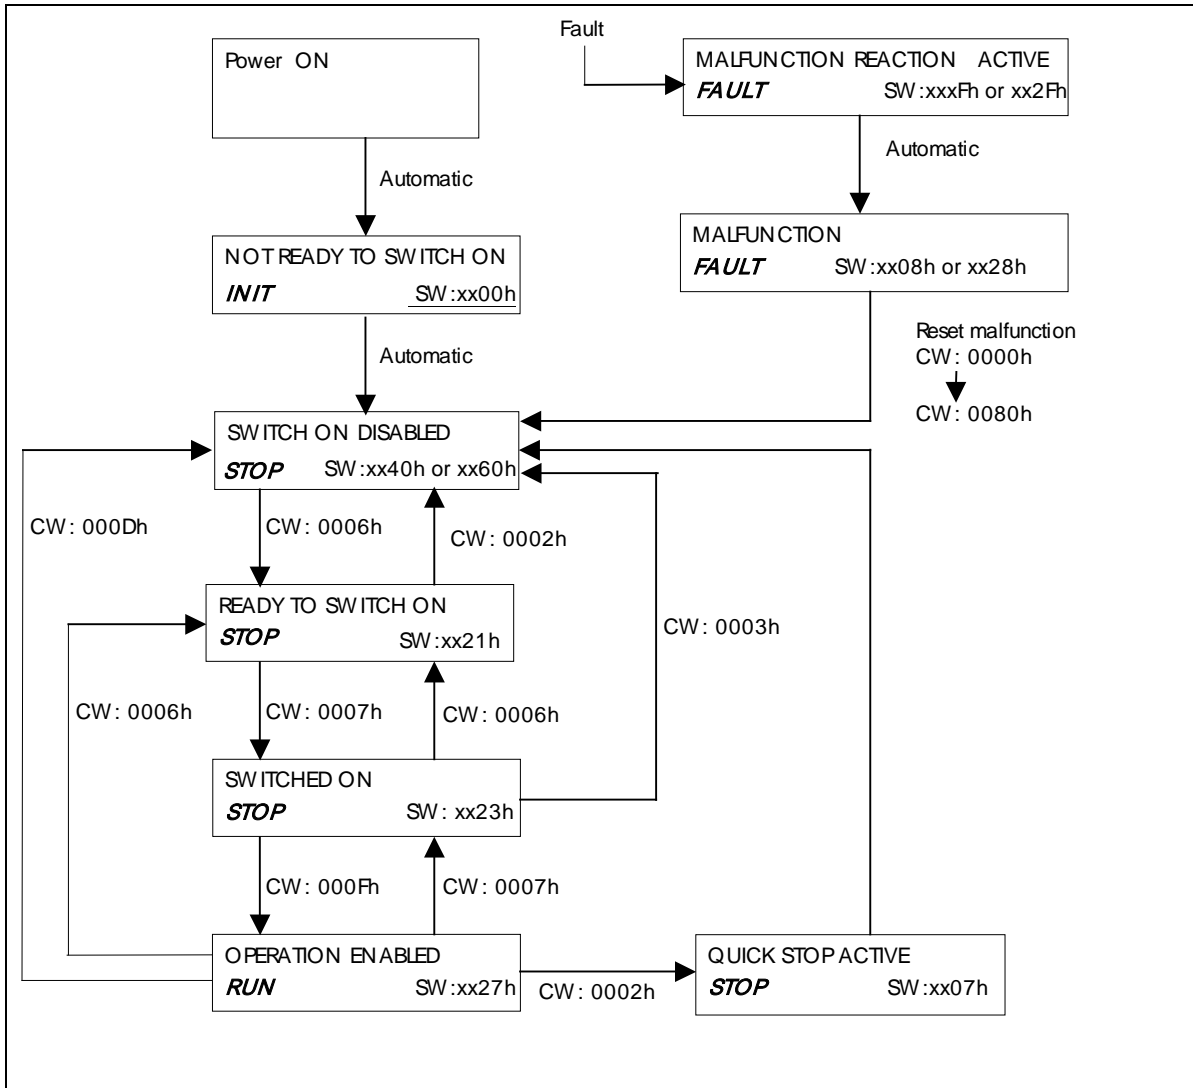 Fault
Power ON
MALFUNCTION REACTION ACTIVE
FAULT SW:xxxFh or xx2Fh
Automatic
Automatic
NOT READY TO SWITCH ON
INIT SW:xx00h
MALFUNCTION
FAULT SW:xx08h or xx28h
Automatic
Reset malfunction
CW: 0000h
CW: 0080h
SWITCH ON DISABLED
STOP SW:xx40h or xx60h
CW: 000Dh
CW: 0006h
CW: 0002h
READY TO SWITCH ON
STOP SW:xx21h
CW: 0003h
CW: 0006h
CW: 0007h
CW: 0006h
SWITCHED ON
STOP SW: xx23h
CW: 000Fh
CW: 0007h
OPERATION ENABLED
RUN SW:xx27h
CW: 0002h
QUICK STOP ACTIVE
STOP SW:xx07h